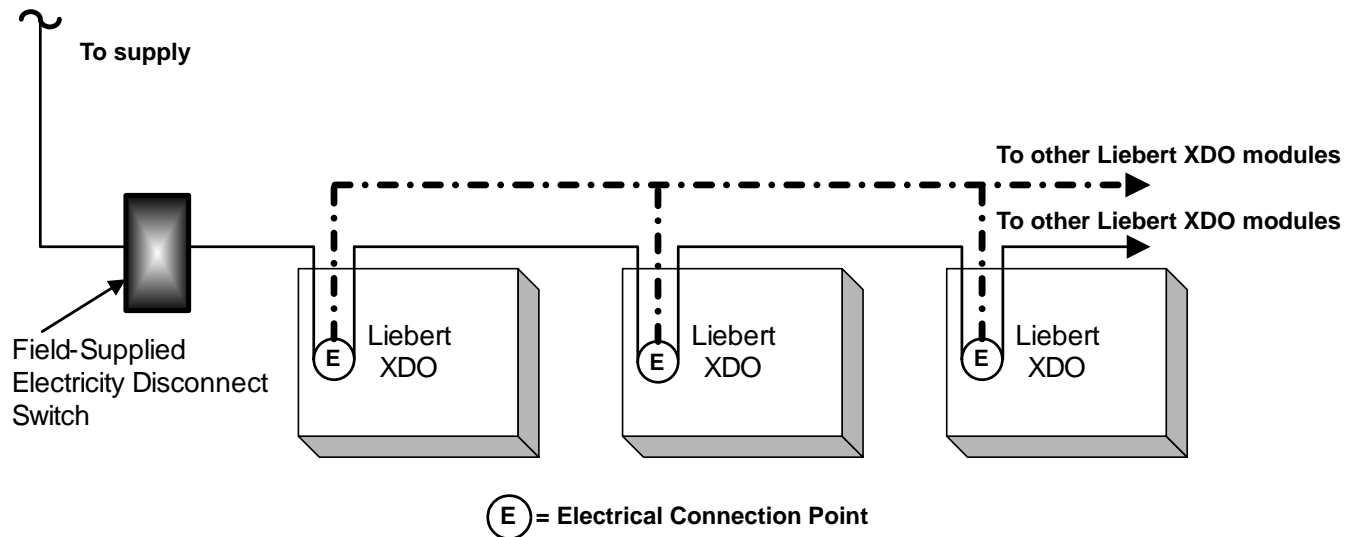 To supply
To other Liebert XDO modules
To other Liebert XDO modules
Field-Supplied
Electricity Disconnect
Switch
E
Liebert
XDO
E
Liebert
XDO
E
Liebert
XDO
E = Electrical Connection Point